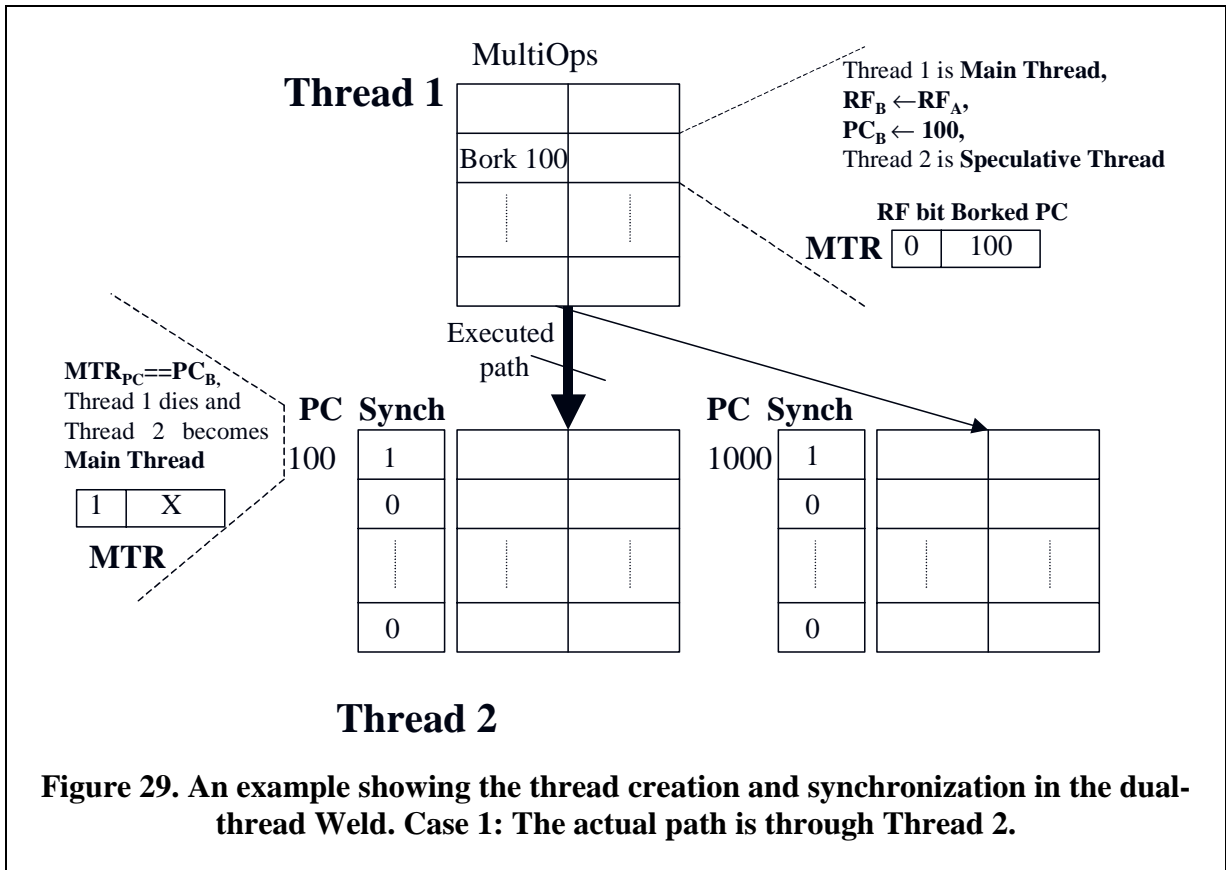 MultiOps
Thread 1
Bork 100
Thread 1 is Main Thread,
RF_B ← RF_A,
PC_B ← 100,
Thread 2 is Speculative Thread
RF bit Borked PC
MTR 0 100
Executed
path
MTR_PC==PC_B,
Thread 1 dies and
Thread 2 becomes
Main Thread
1 X
MTR
PC Synch
100 1
0
0
PC Synch
1000 1
0
0
Thread 2
Figure 29. An example showing the thread creation and synchronization in the dual-
thread Weld. Case 1: The actual path is through Thread 2.